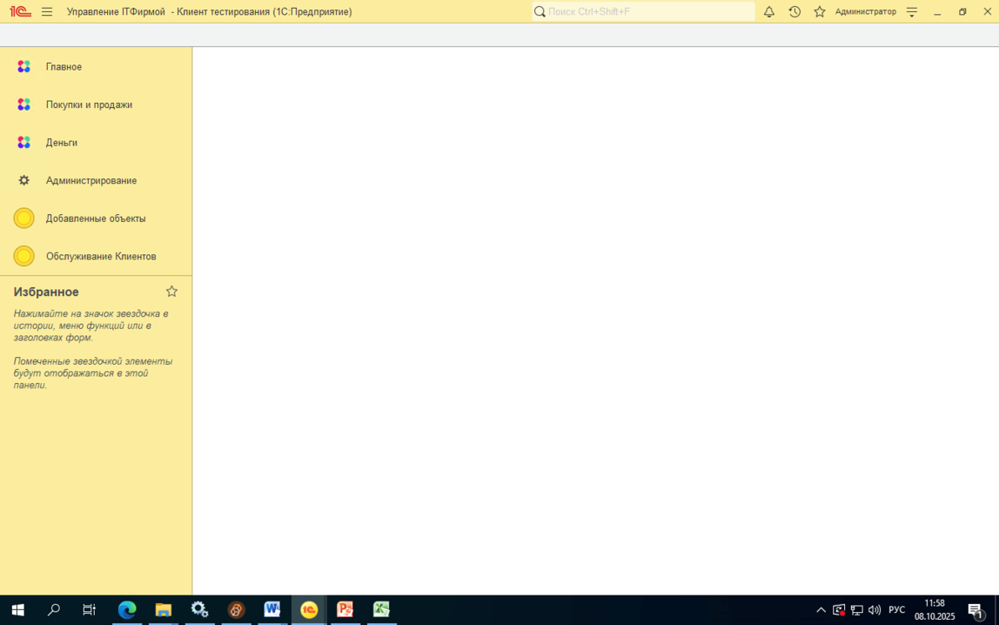 1С Управление ITФирмой - Клиент тестирования (1С:Предприятие) Поиск Ctrl+Shift+F Администратор
Главное
Покупки и продажи
Деньги
Администрирование
Добавленные объекты
Обслуживание Клиентов
Избранное
Нажимайте на значок звездочка в
истории, меню функций или в
заголовках форм.
Помеченные звездочкой элементы
будут отображаться в этой
панели.
РУС
11:58
08.10.2025
1